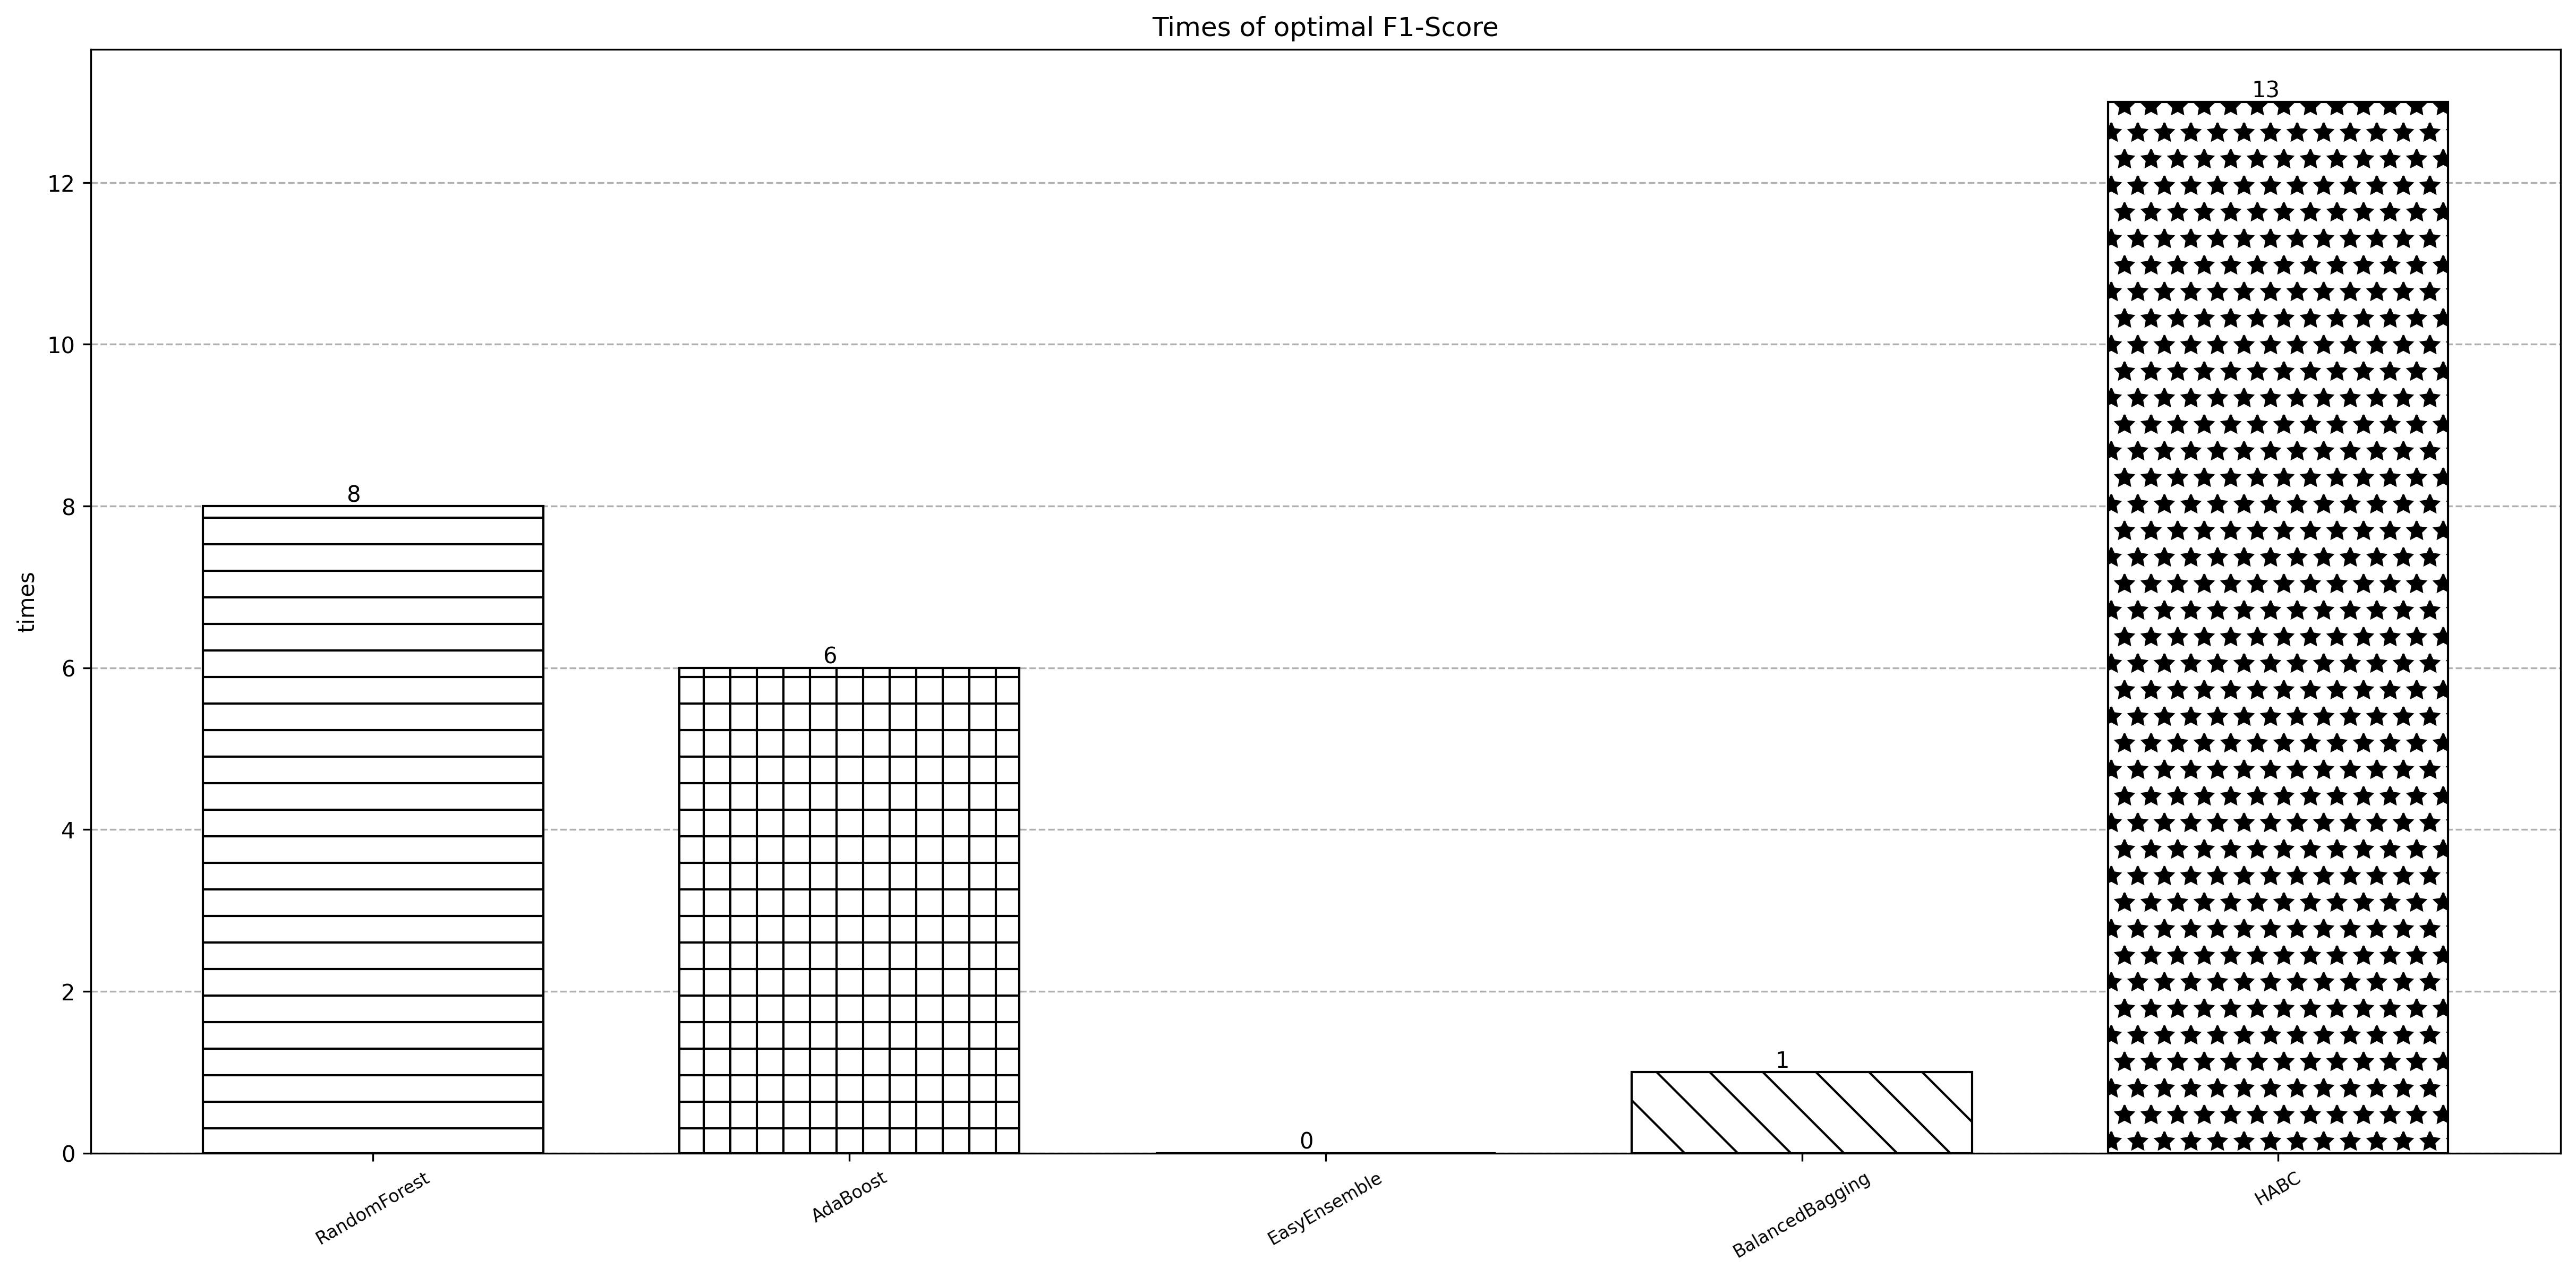 Times of optimal F1-Score
times
12
10
8
6
4
2
0
8
6
0
1
13
RandomForest
AdaBoost
EasyEnsemble
BalancedBagging
HABC